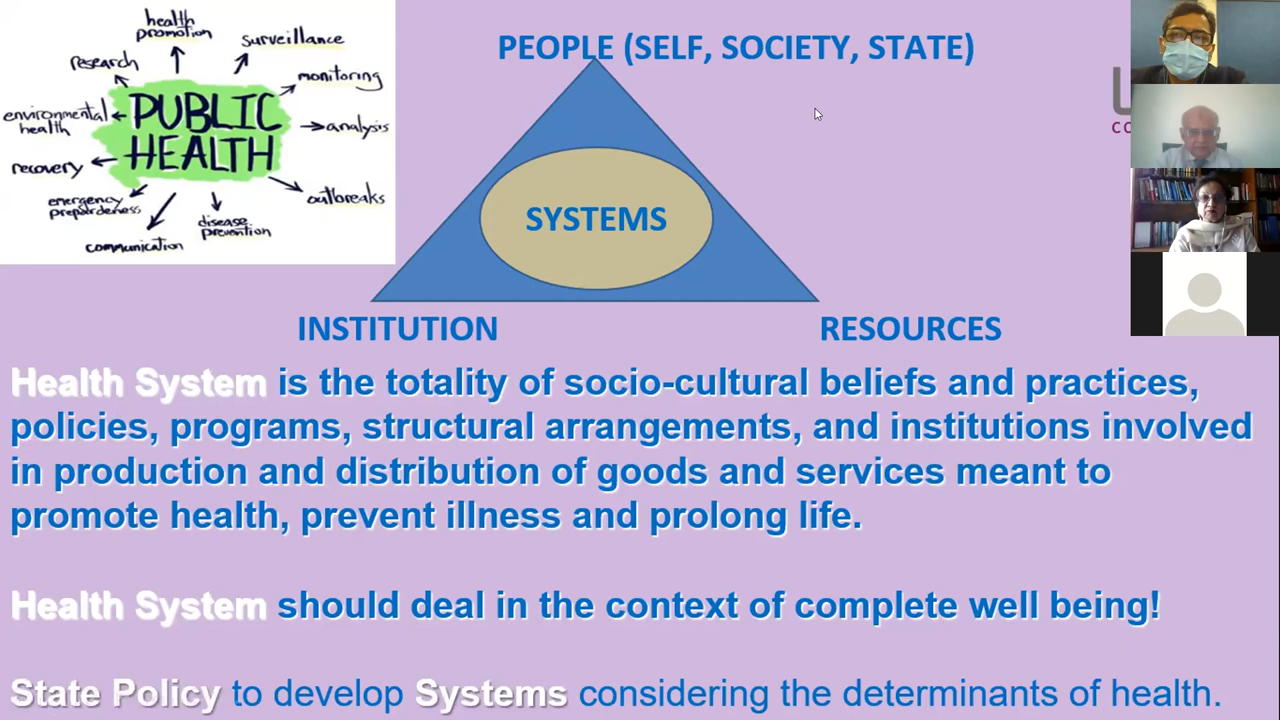 health
promotion
surveillance
research
monitoring
environmental
health
PUBLIC
HEALTH
analysis
recovery
outbreaks
emergency
preparedeness
disease
prevention
communication
PEOPLE (SELF, SOCIETY, STATE)
SYSTEMS
INSTITUTION
RESOURCES
Health System is the totality of socio-cultural beliefs and practices,
policies, programs, structural arrangements, and institutions involved
in production and distribution of goods and services meant to
promote health, prevent illness and prolong life.
Health System should deal in the context of complete well being!
State Policy to develop Systems considering the determinants of health.